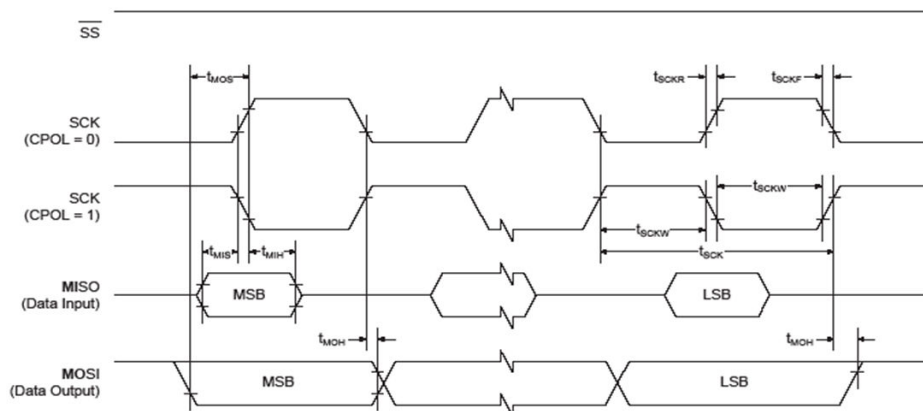 SS
tMOS
tSCKR
tSCKF
SCK
(CPOL = 0)
SCK
(CPOL = 1)
tSCKW
tSCKW
tSCK
tMIS
tMIH
MISO
(Data Input)
MSB
LSB
tMOH
tMOH
MOSI
(Data Output)
MSB
LSB